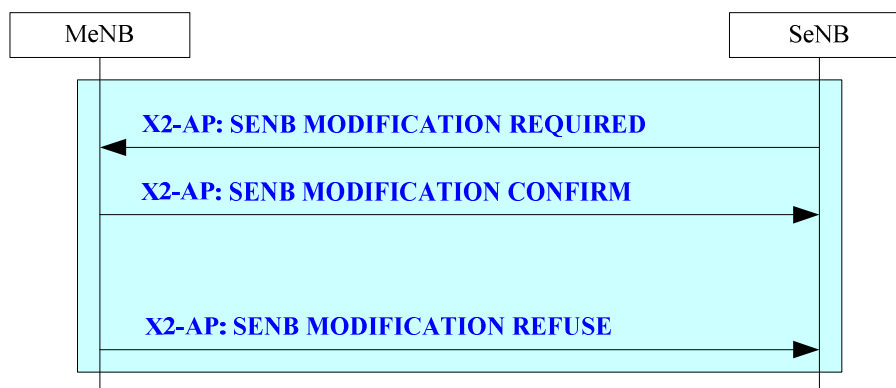 MeNB
SeNB
X2-AP: SENB MODIFICATION REQUIRED
X2-AP: SENB MODIFICATION CONFIRM
X2-AP: SENB MODIFICATION REFUSE